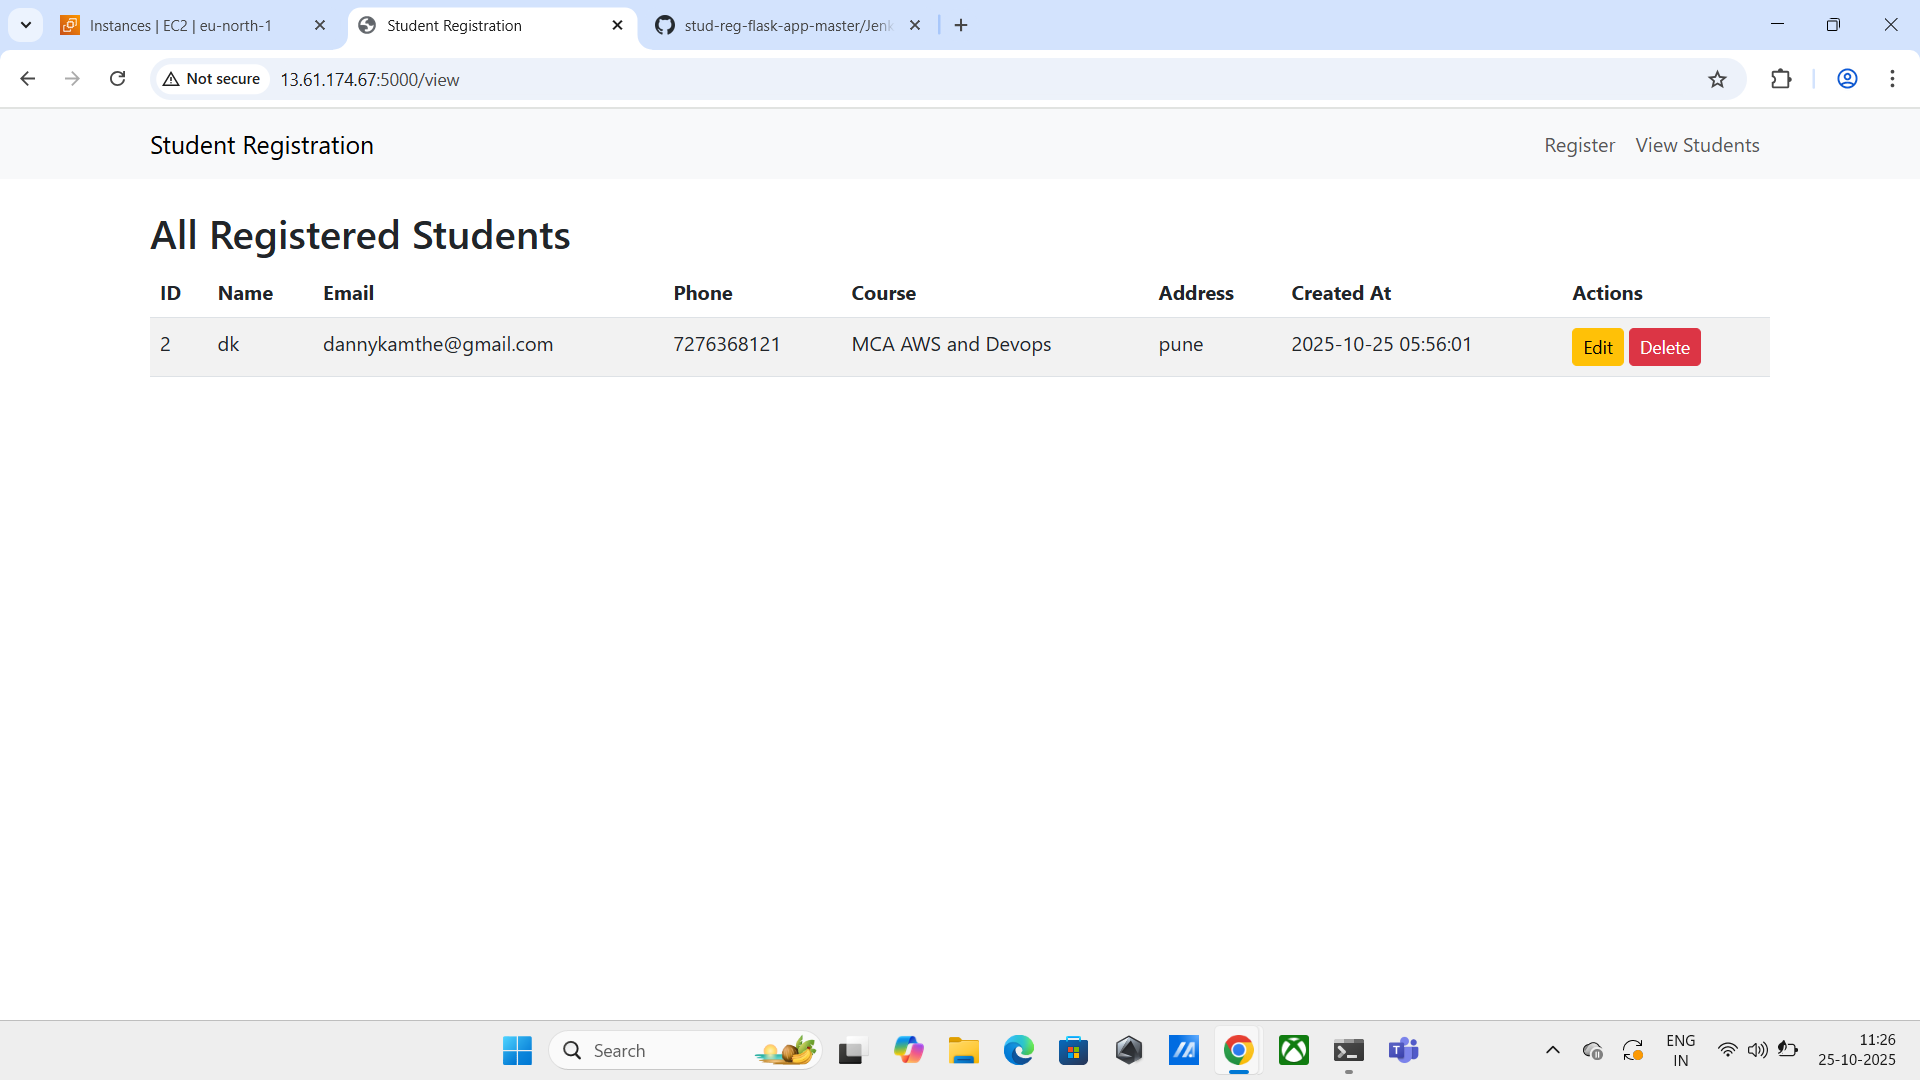 Instances | EC2 | eu-north-1
Student Registration
stud-reg-flask-app-master/Jenk
Not secure
13.61.174.67:5000/view
Student Registration
Register
View Students
All Registered Students
ID Name Email Phone Course Address Created At Actions
2 dk dannykamthe@gmail.com 7276368121 MCA AWS and Devops pune 2025-10-25 05:56:01 Edit Delete
Search
ENG
IN
11:26
25-10-2025